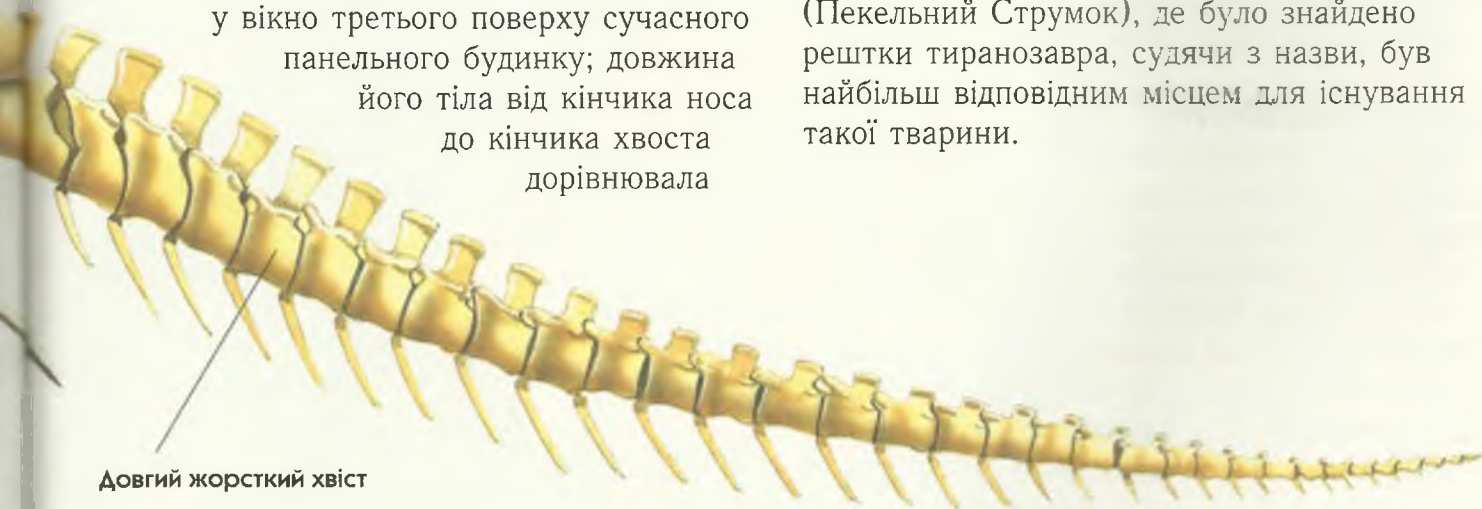 у вікно третього поверху сучасного
панельного будинку; довжина
його тіла від кінчика носа
до кінчика хвоста
дорівнювала
(Пекельний Струмок), де було знайдено
рештки тиранозавра, судячи з назви, був
найбільш відповідним місцем для існування
такої тварини.
Довгий жорсткий хвіст